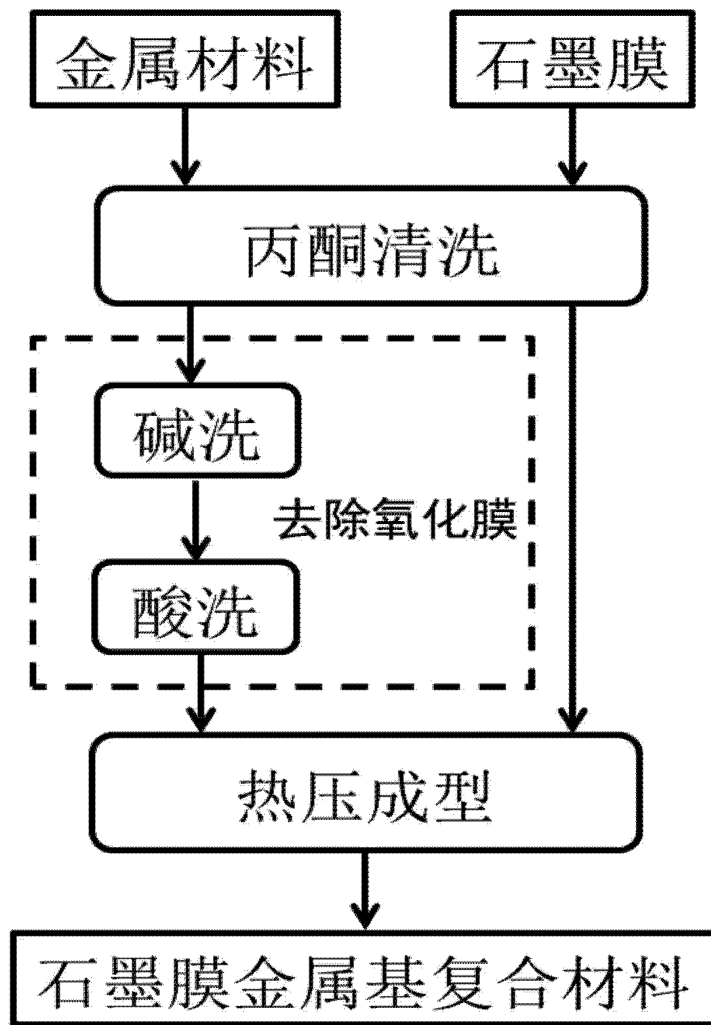 金属材料
石墨膜
丙酮清洗
碱洗
去除氧化膜
酸洗
热压成型
石墨膜金属基复合材料